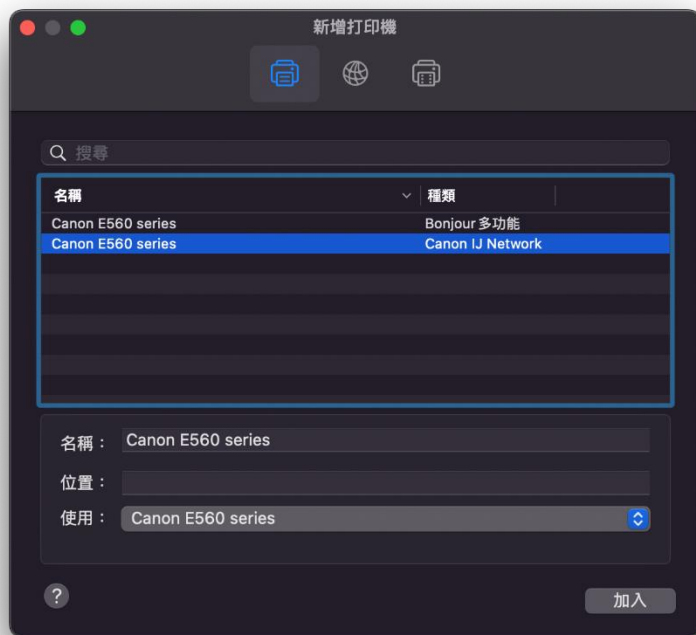 新增打印機
搜尋
名稱 種類
Canon E560 series Bonjour 多功能
Canon E560 series Canon IJ Network
名稱： Canon E560 series
位置：
使用： Canon E560 series
? 加入